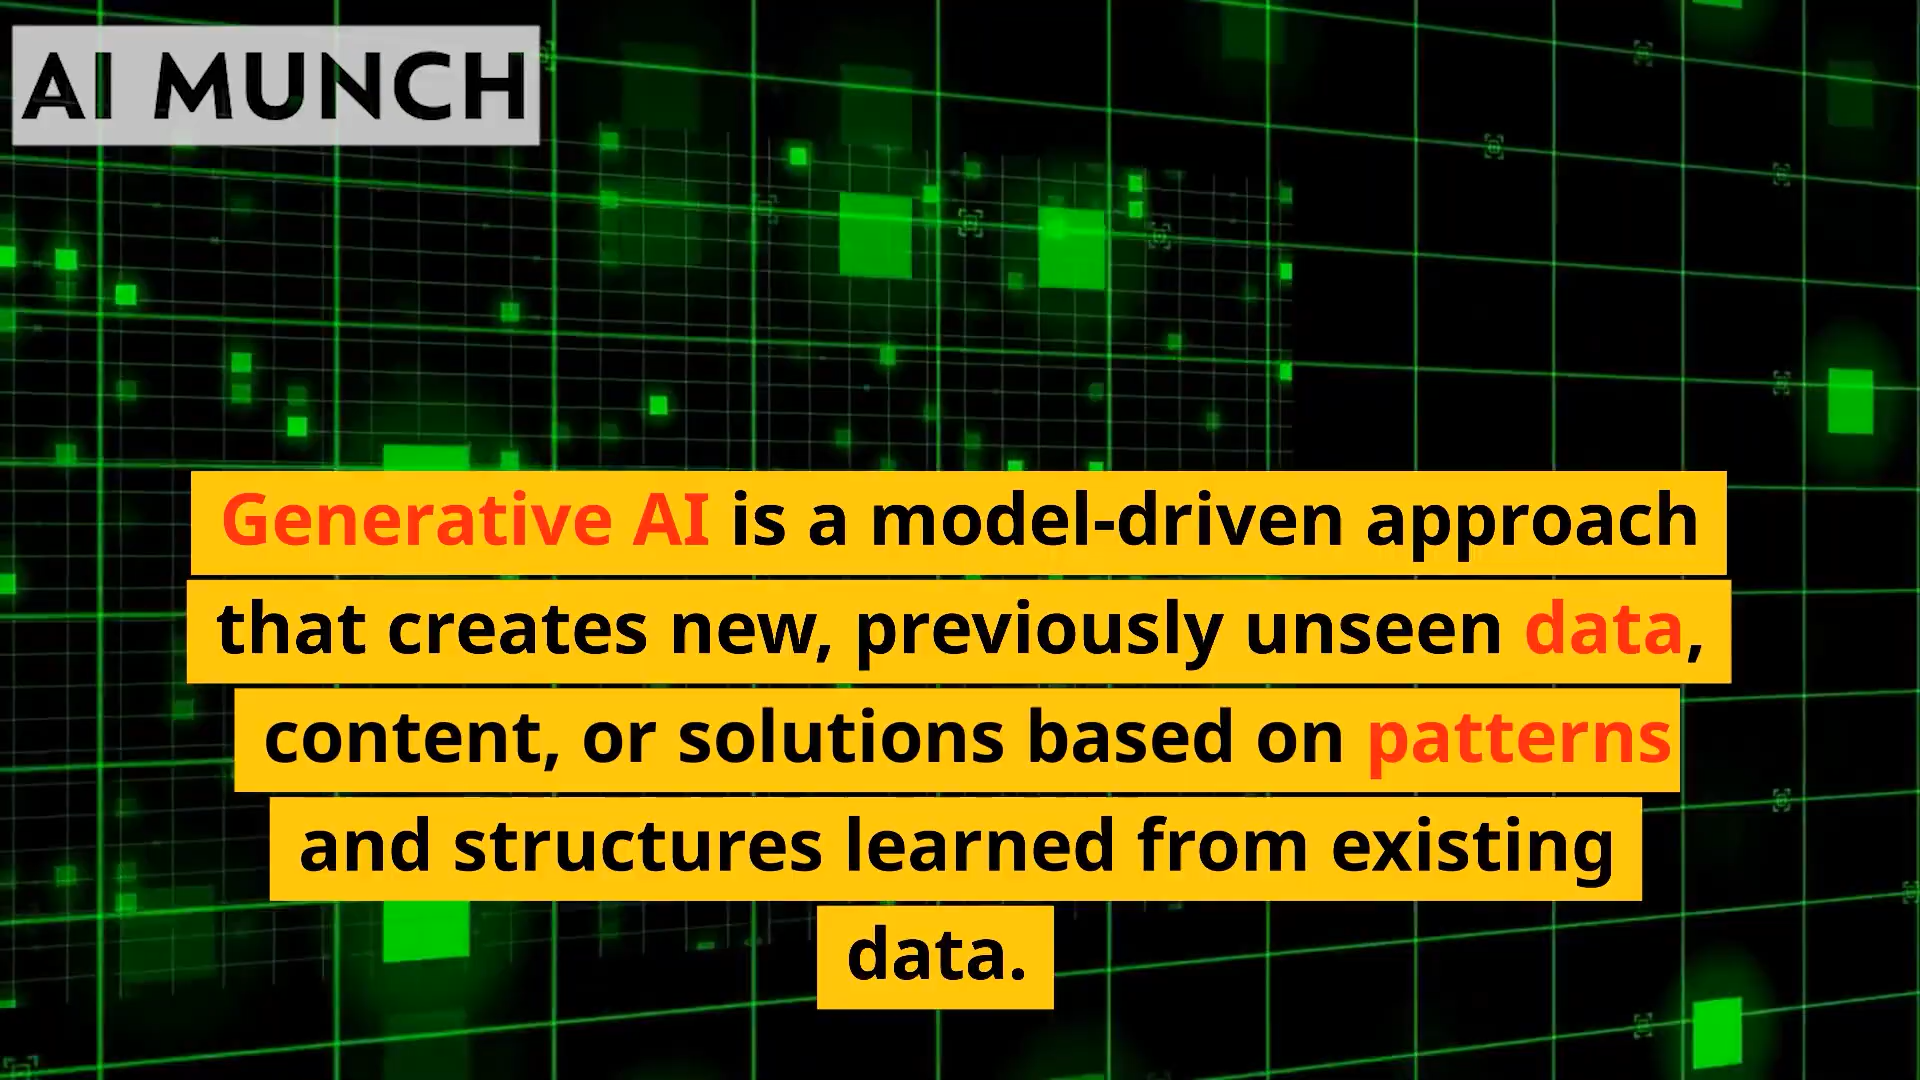 AI MUNCH
Generative AI is a model-driven approach
that creates new, previously unseen data,
content, or solutions based on patterns
and structures learned from existing
data.